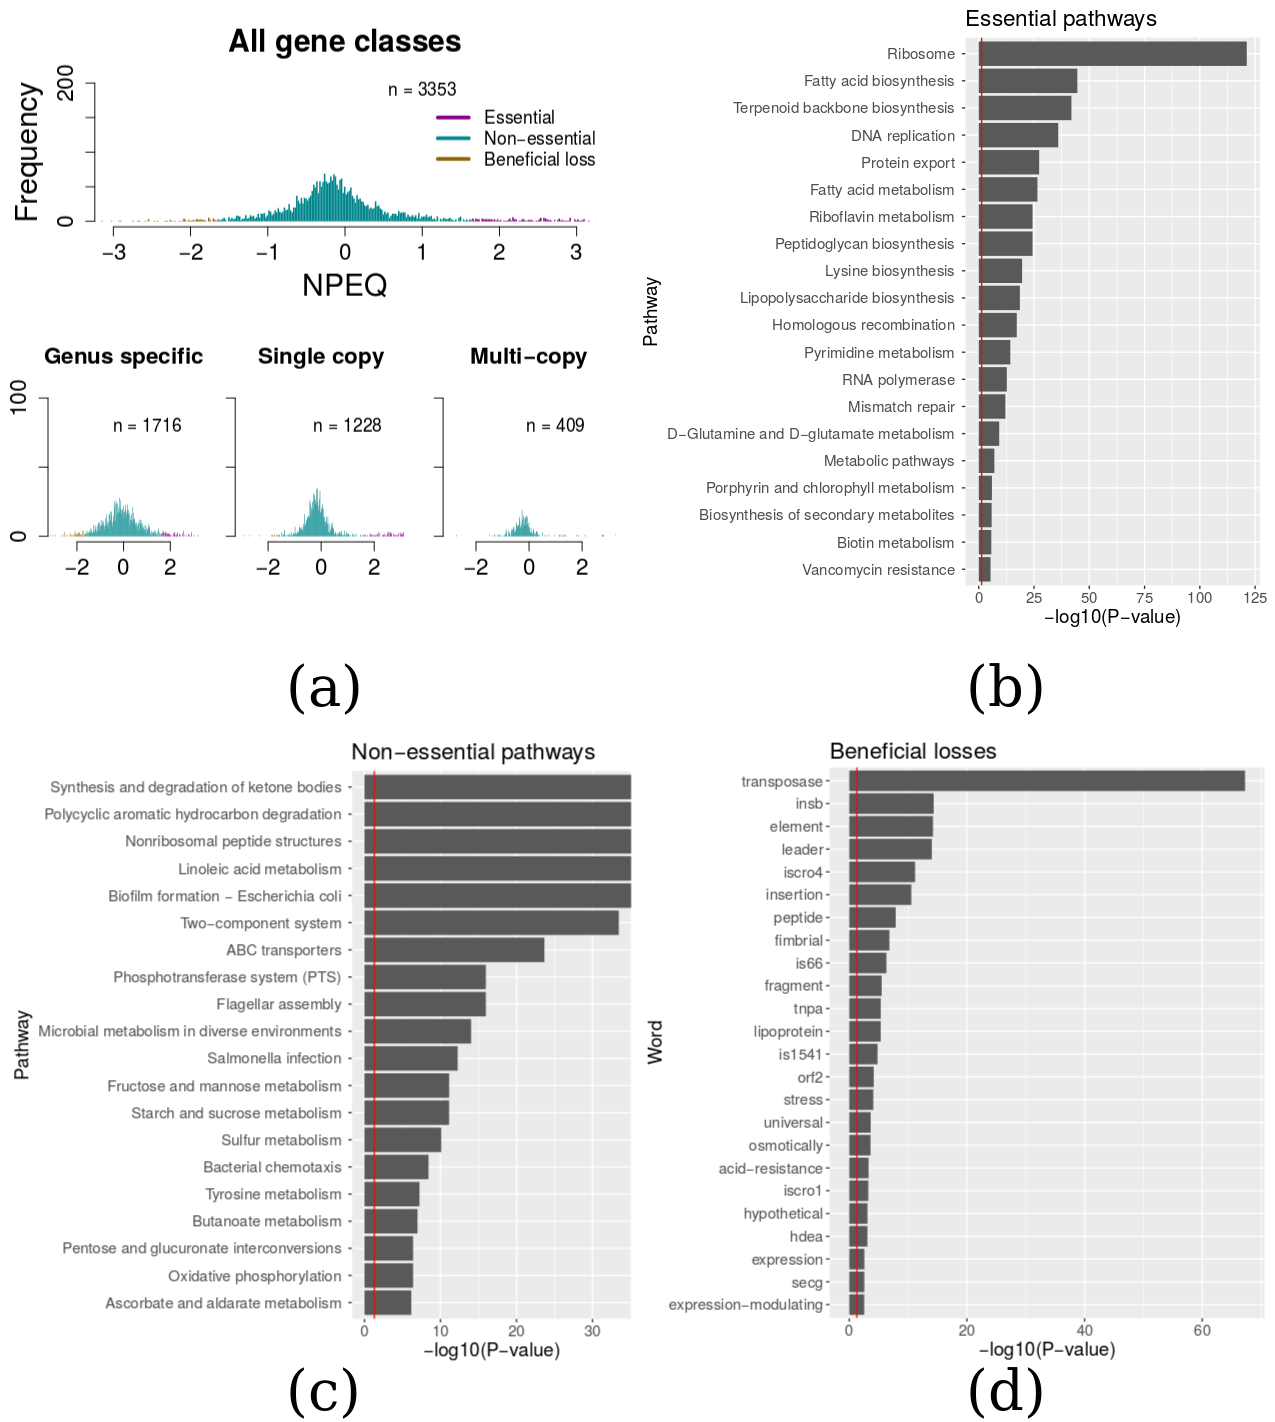 All gene classes
200
0
Frequency
n = 3353
Essential
Non−essential
Beneficial loss
−3 −2 −1 0 1 2 3
NPEQ
Genus specific
Single copy
Multi−copy
100
0
n = 1716
n = 1228
n = 409
−2 0 2
−2 0 2
−2 0 2
(a)
Essential pathways
Pathway
Ribosome
Fatty acid biosynthesis
Terpenoid backbone biosynthesis
DNA replication
Protein export
Fatty acid metabolism
Riboflavin metabolism
Peptidoglycan biosynthesis
Lysine biosynthesis
Lipopolysaccharide biosynthesis
Homologous recombination
Pyrimidine metabolism
RNA polymerase
Mismatch repair
D−Glutamine and D−glutamate metabolism
Metabolic pathways
Porphyrin and chlorophyll metabolism
Biosynthesis of secondary metabolites
Biotin metabolism
Vancomycin resistance
0 25 50 75 100 125
−log10(P−value)
(b)
Non−essential pathways
Pathway
Synthesis and degradation of ketone bodies
Polycyclic aromatic hydrocarbon degradation
Nonribosomal peptide structures
Linoleic acid metabolism
Biofilm formation − Escherichia coli
Two−component system
ABC transporters
Phosphotransferase system (PTS)
Flagellar assembly
Microbial metabolism in diverse environments
Salmonella infection
Fructose and mannose metabolism
Starch and sucrose metabolism
Sulfur metabolism
Bacterial chemotaxis
Tyrosine metabolism
Butanoate metabolism
Pentose and glucuronate interconversions
Oxidative phosphorylation
Ascorbate and aldarate metabolism
0 10 20 30
−log10(P−value)
(c)
Beneficial losses
Word
transposase
insb
element
leader
iscro4
insertion
peptide
fimbrial
is66
fragment
tnpa
lipoprotein
is1541
orf2
stress
universal
osmotically
acid−resistance
iscro1
hypothetical
hdea
expression
secg
expression−modulating
0 20 40 60
−log10(P−value)
(d)